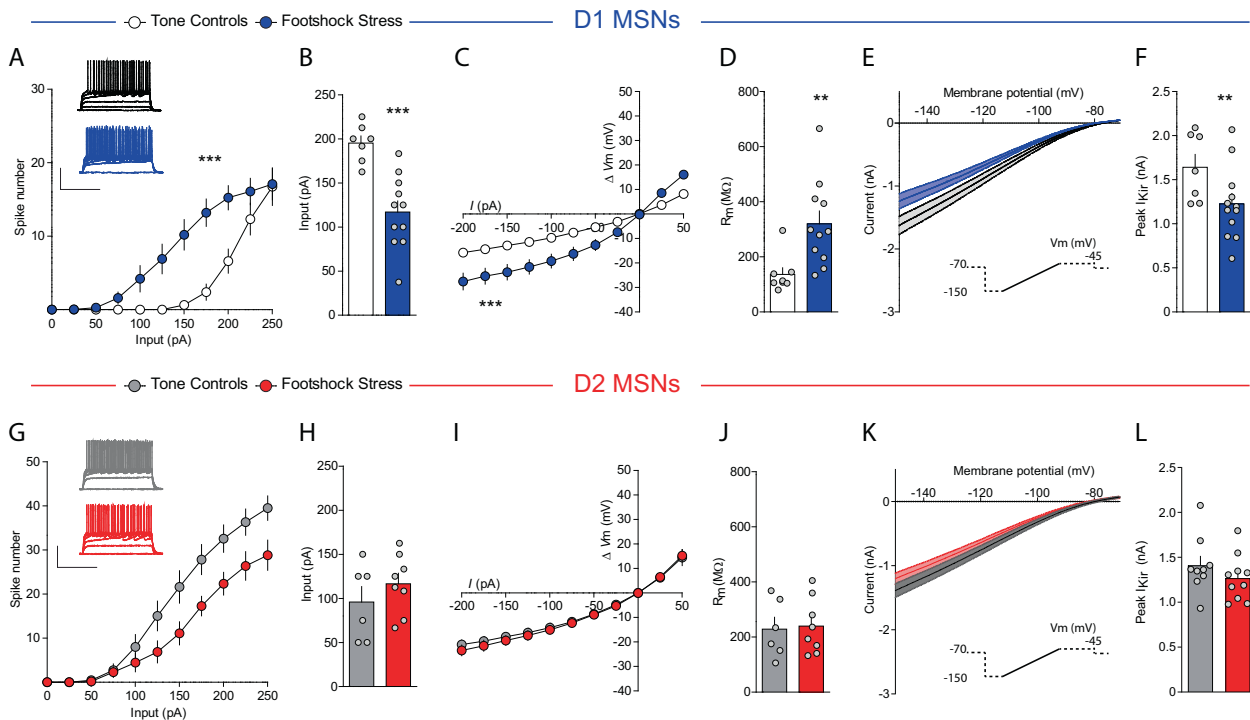 Tone Controls Footshock Stress D1 MSNs
A B C D E F
30
20
10
Spike number
***
0 50 100 150 200 250
Input (pA)
250
200
150
100
50
0
Input (pA)
***
I (pA)
-200 -150 -100 -50 50
50
40
30
20
10
-10
-20
-30
-40
Δ Vm (mV)
***
800
600
400
200
0
Rm (MΩ)
**
Membrane potential (mV)
-140 -120 -100 -80
0
-1
-2
-3
Current (nA)
Vm (mV)
-70 -45
-150
2.5
2.0
1.5
1.0
0.5
0
Peak IKir (nA)
**
Tone Controls Footshock Stress D2 MSNs
G H I J K L
50
40
30
20
10
0
Spike number
0 50 100 150 200 250
Input (pA)
250
200
150
100
50
0
Input (pA)
I (pA)
-200 -150 -100 -50 50
50
40
30
20
10
-10
-20
-30
-40
Δ Vm (mV)
800
600
400
200
0
Rm (MΩ)
Membrane potential (mV)
-140 -120 -100 -80
0
-1
-2
-3
Current (nA)
Vm (mV)
-70 -45
-150
2.5
2.0
1.5
1.0
0.5
0
Peak IKir (nA)